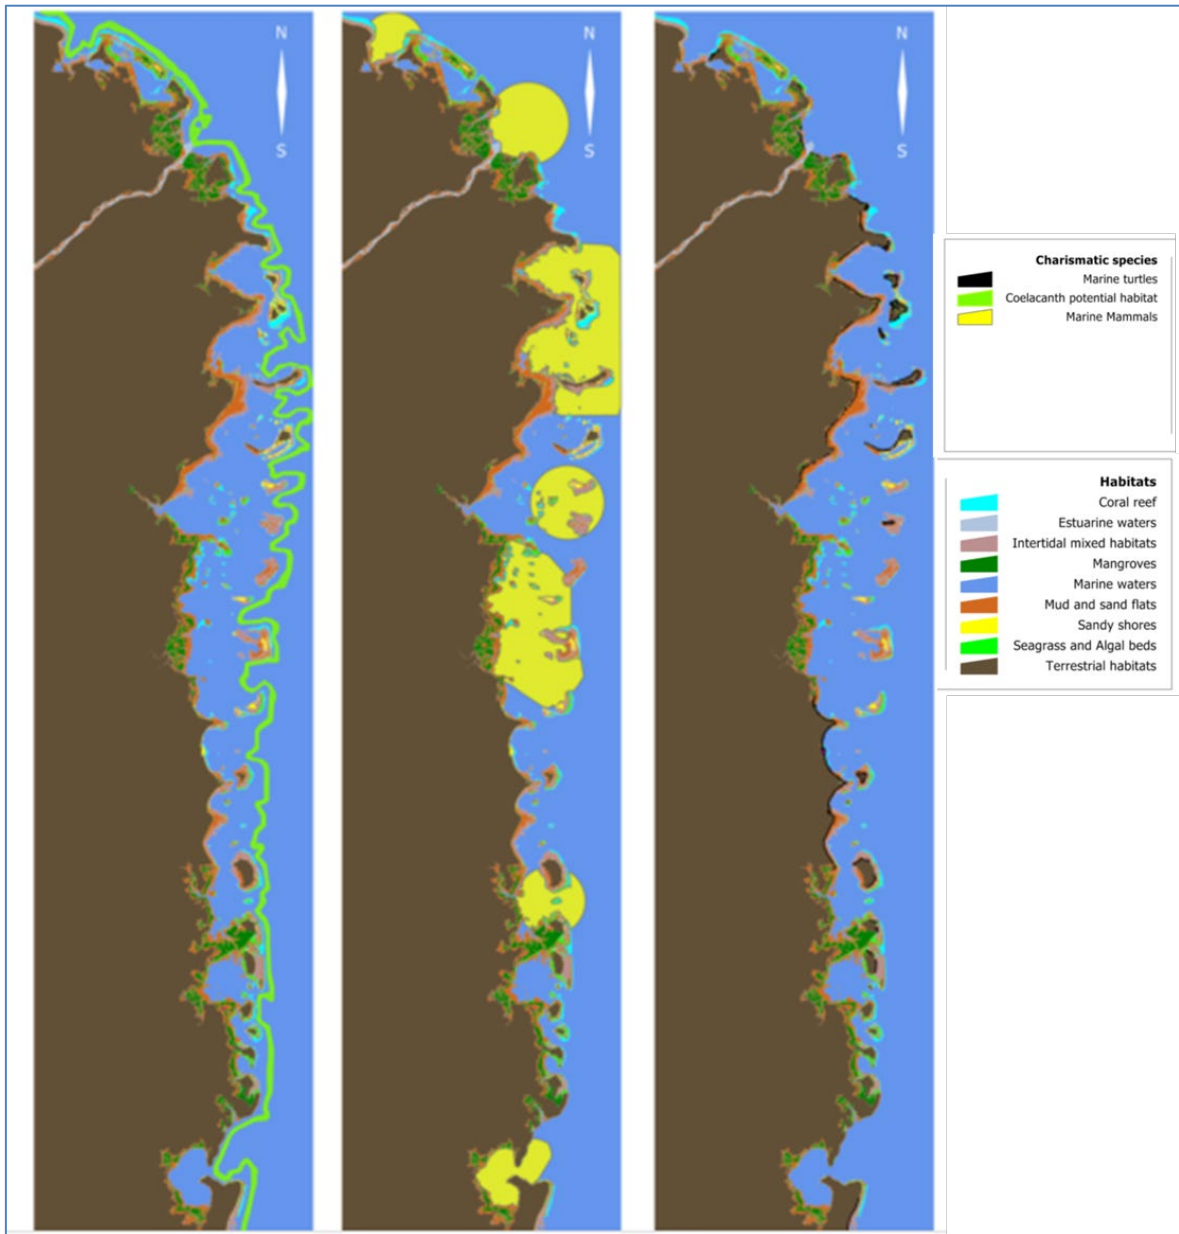 N
S
N
S
N
S
Charismatic species
Marine turtles
Coelacanth potential habitat
Marine Mammals
Habitats
Coral reef
Estuarine waters
Intertidal mixed habitats
Mangroves
Marine waters
Mud and sand flats
Sandy shores
Seagrass and Algal beds
Terrestrial habitats